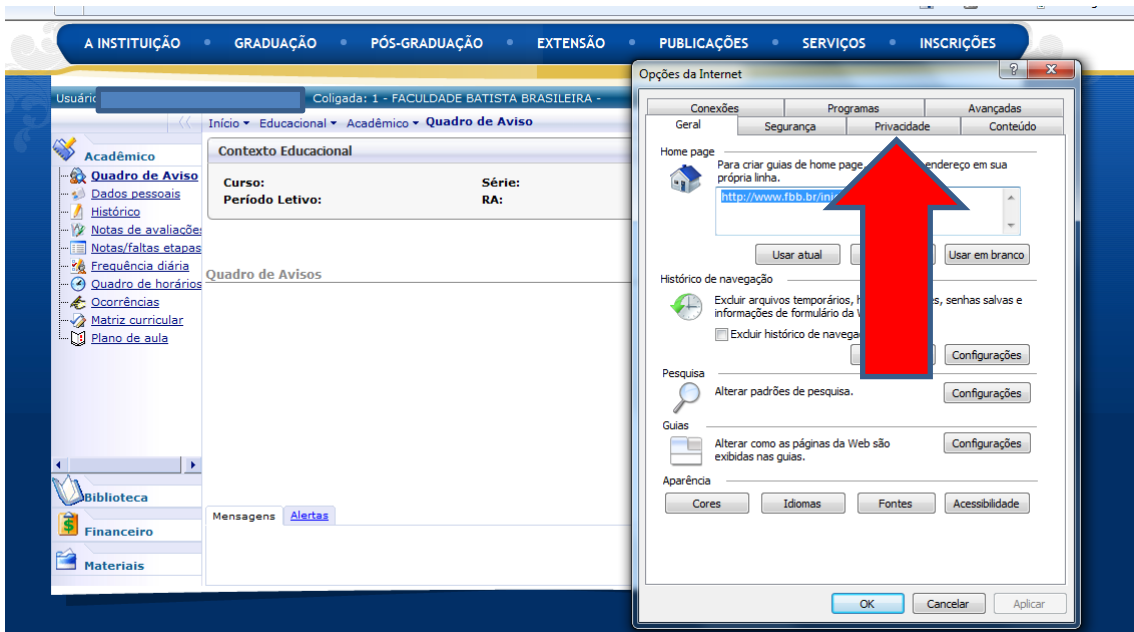 A INSTITUIÇÃO • GRADUAÇÃO • PÓS-GRADUAÇÃO • EXTENSÃO • PUBLICAÇÕES • SERVIÇOS • INSCRIÇÕES
Coligada: 1 - FACULDADE BATISTA BRASILEIRA -
Início Educacional Acadêmico Quadro de Aviso
Acadêmico
Quadro de Aviso
Dados pessoais
Histórico
Notas de avaliações
Notas/faltas etapas
Frequência diária
Quadro de horários
Ocorrências
Matriz curricular
Plano de aula
Biblioteca
Financeiro
Materiais
Contexto Educacional
Curso: Série:
Período Letivo: RA:
Quadro de Avisos
Mensagens Alertas
Opções da Internet
Conexões Programas Avançadas
Geral Segurança Privacidade Conteúdo
Home page
Para criar guias de home page, endereço em sua
própria linha.
http://www.fbb.br/
Usar atual Usar em branco
Histórico de navegação
Excluir arquivos temporários, senhas salvas e
informações de formulário da
Excluir histórico de
Configurações
Pesquisa
Alterar padrões de pesquisa.
Configurações
Guias
Alterar como as páginas da Web são
exibidas nas guias.
Configurações
Aparência
Cores Idiomas Fontes Acessibilidade
OK Cancelar Aplicar